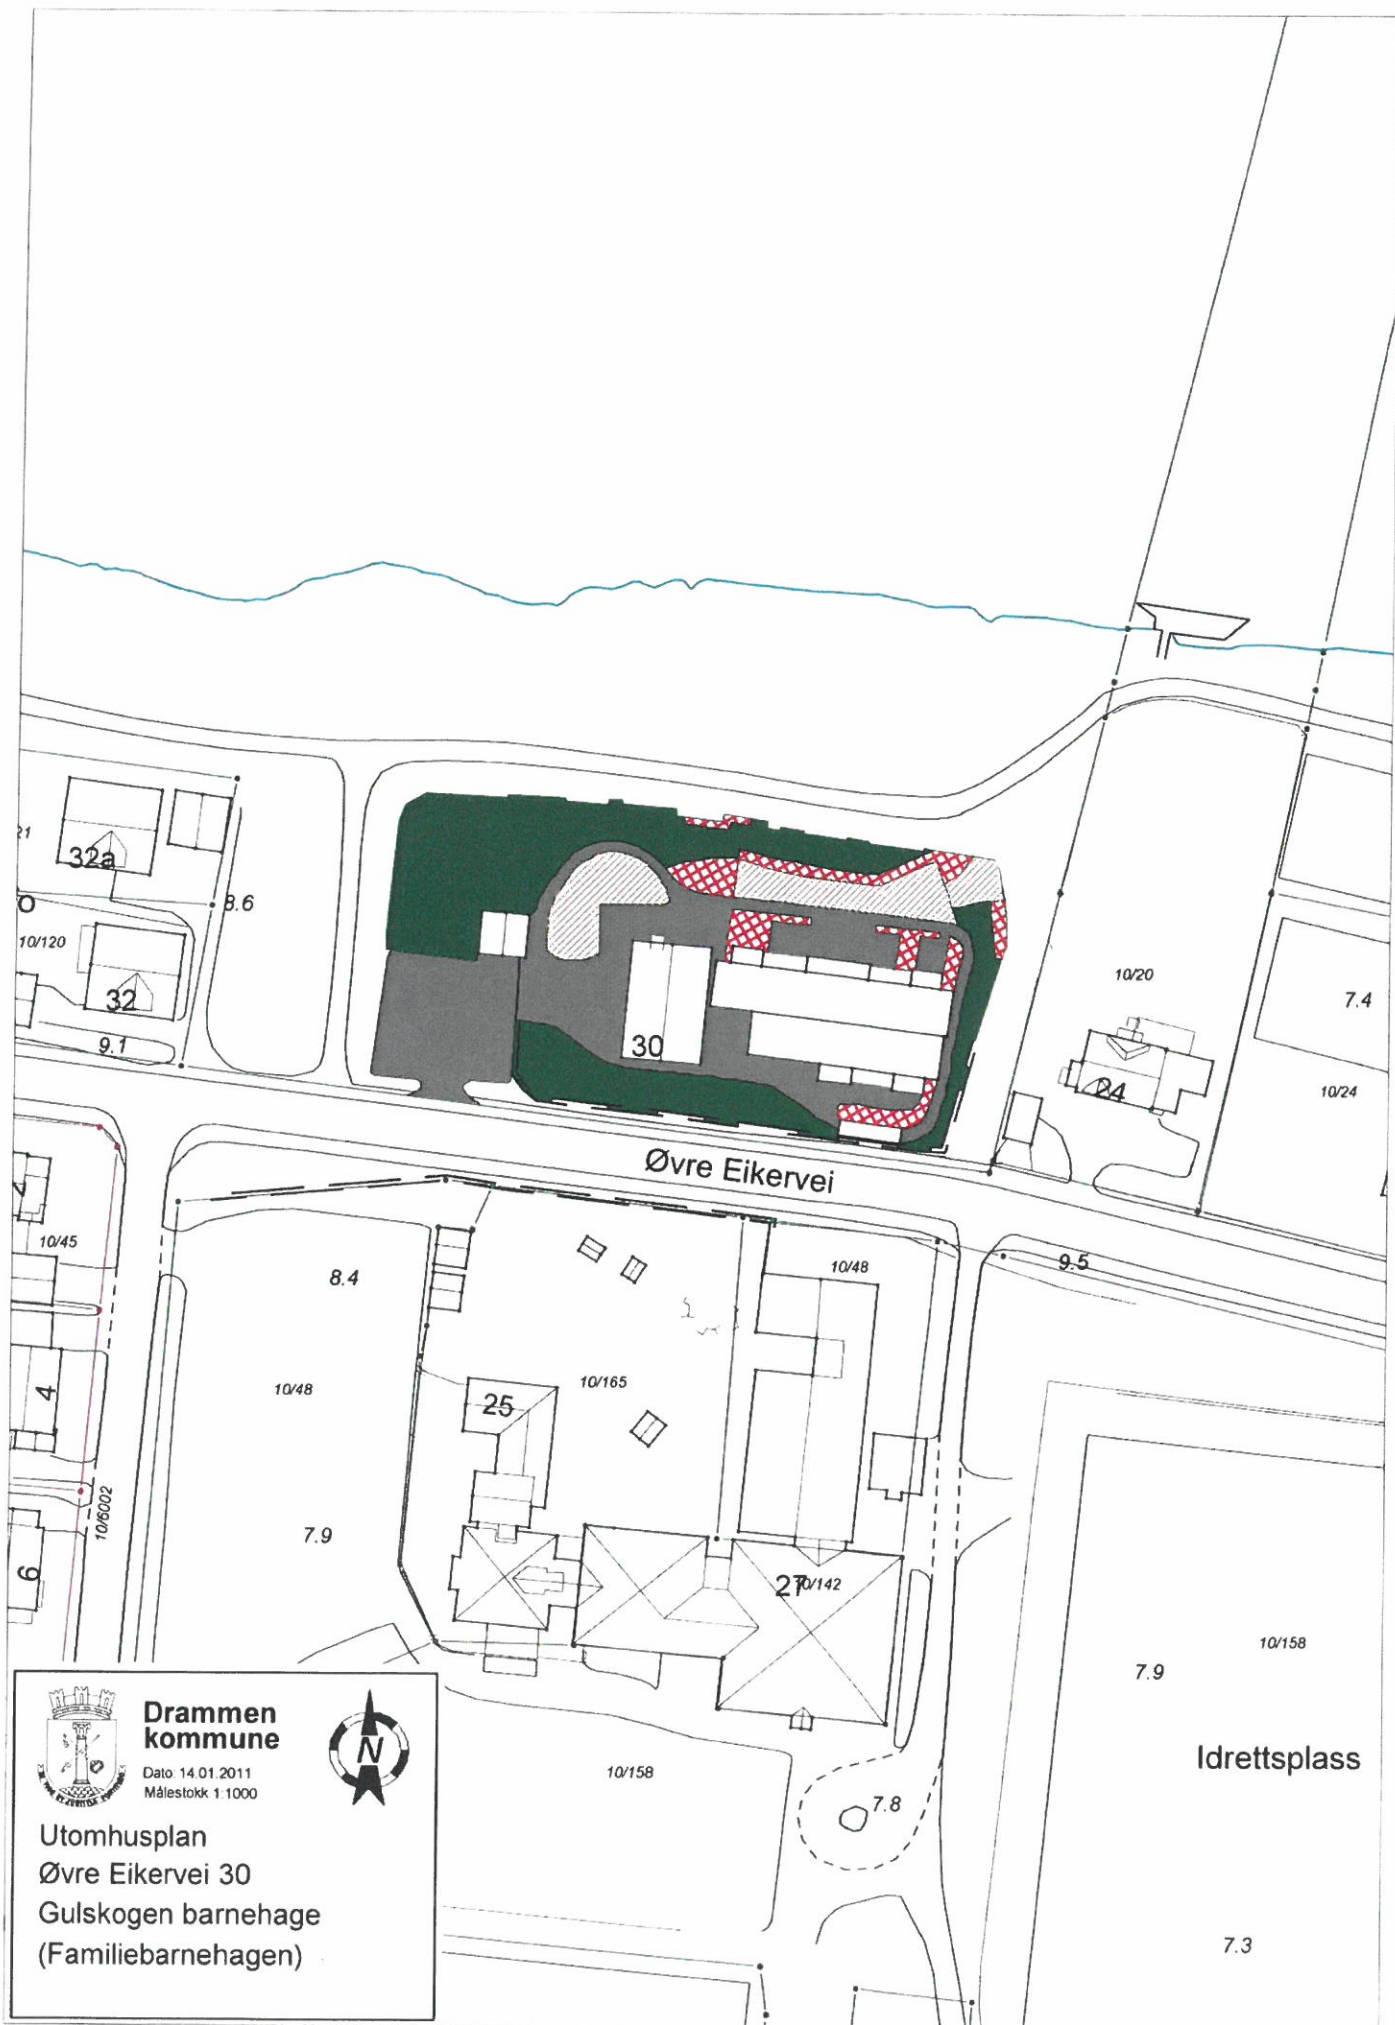 21
32a
8.6
10/120
32
9.1
30
10/20
7.4
24
10/24
Øvre Eikervei
10/45
8.4
10/48
9.5
10/48
10/165
25
4
10/6002
7.9
6
27
10/142
10/158
7.9
Idrettsplass
10/158
7.8
7.3
Drammen
kommune
Dato: 14.01.2011
Målestokk 1:1000
N
Utomhusplan
Øvre Eikervei 30
Gulskogen barnehage
(Familiebarnehagen)